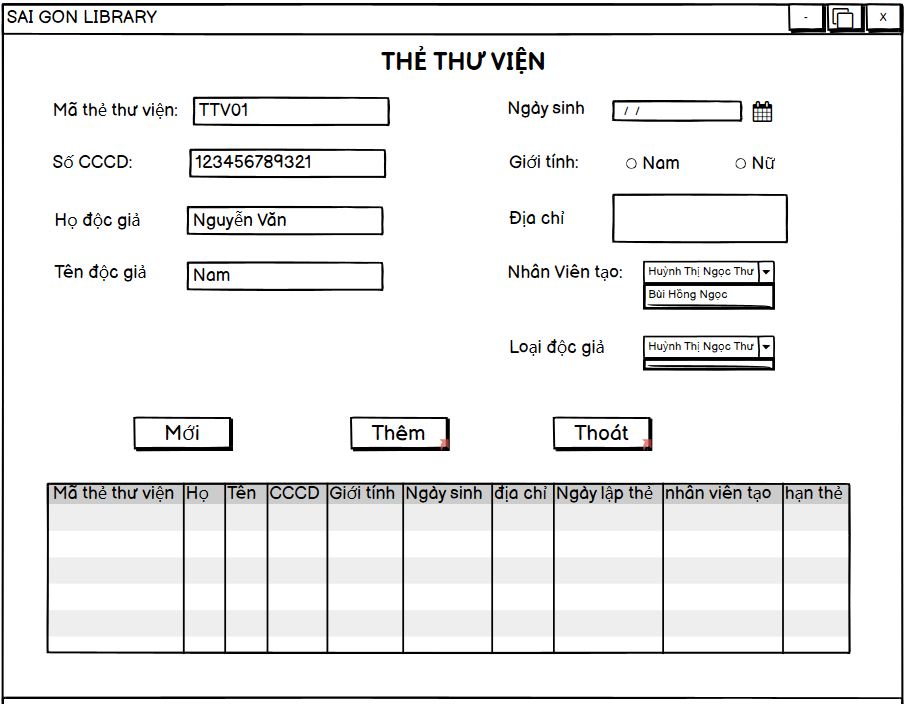 SAI GON LIBRARY - X
THẺ THƯ VIỆN
Mã thẻ thư viện: TTV01
Ngày sinh / /
Số CCCD: 123456789321
Giới tính: Nam Nữ
Họ độc giả Nguyễn Văn
Địa chỉ
Tên độc giả Nam
Nhân Viên tạo: Huỳnh Thị Ngọc Thư
Bùi Hồng Ngọc
Loại độc giả Huỳnh Thị Ngọc Thư
Mới Thêm Thoát
Mã thẻ thư viện Họ Tên CCCD Giới tính Ngày sinh địa chỉ Ngày lập thẻ nhân viên tạo hạn thẻ